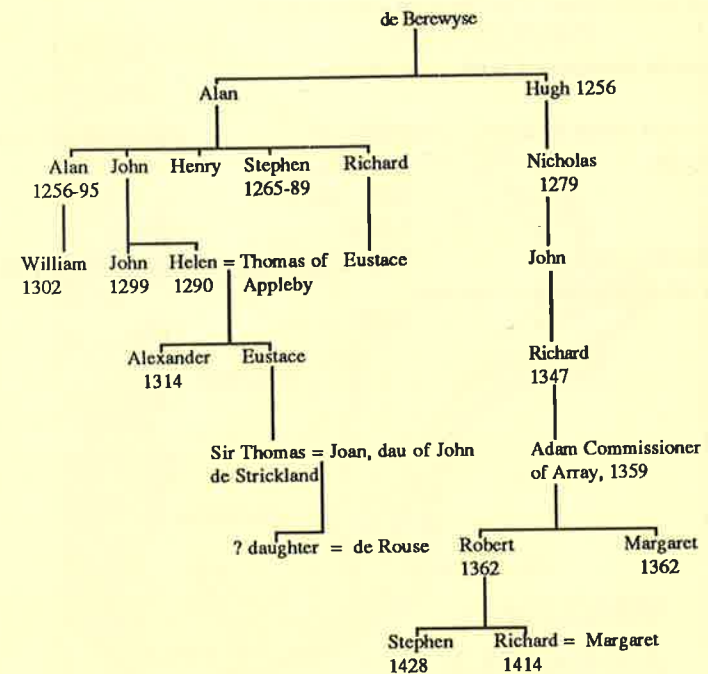 de Berewyse
Alan Hugh 1256
Alan John Henry Stephen Richard Nicholas
1256-95 1265-89 1279
William John Helen = Thomas of Eustace John
1302 1299 1290 Appleby
Alexander Eustace Richard
1314 1347
Sir Thomas = Joan, dau of John Adam Commissioner
de Strickland of Array, 1359
? daughter = de Rouse Robert Margaret
1362 1362
Stephen Richard = Margaret
1428 1414